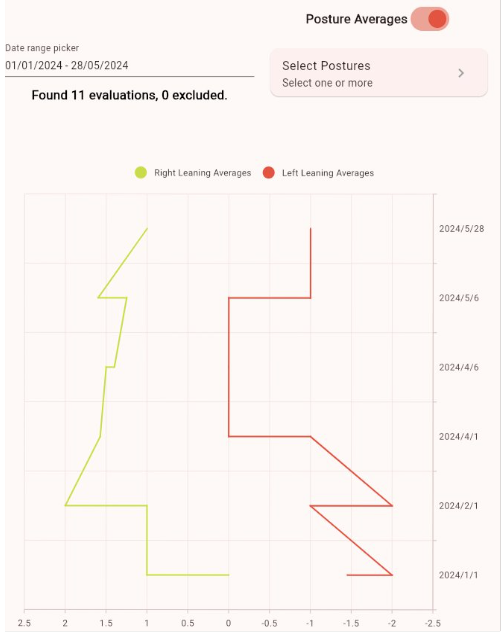 Posture Averages
Date range picker
01/01/2024 - 28/05/2024
Select Postures
Select one or more
Found 11 evaluations, 0 excluded.
Right Leaning Averages
Left Leaning Averages
2024/5/28
2024/5/6
2024/4/6
2024/4/1
2024/2/1
2024/1/1
2.5 2 1.5 1 0.5 0 -0.5 -1 -1.5 -2 -2.5